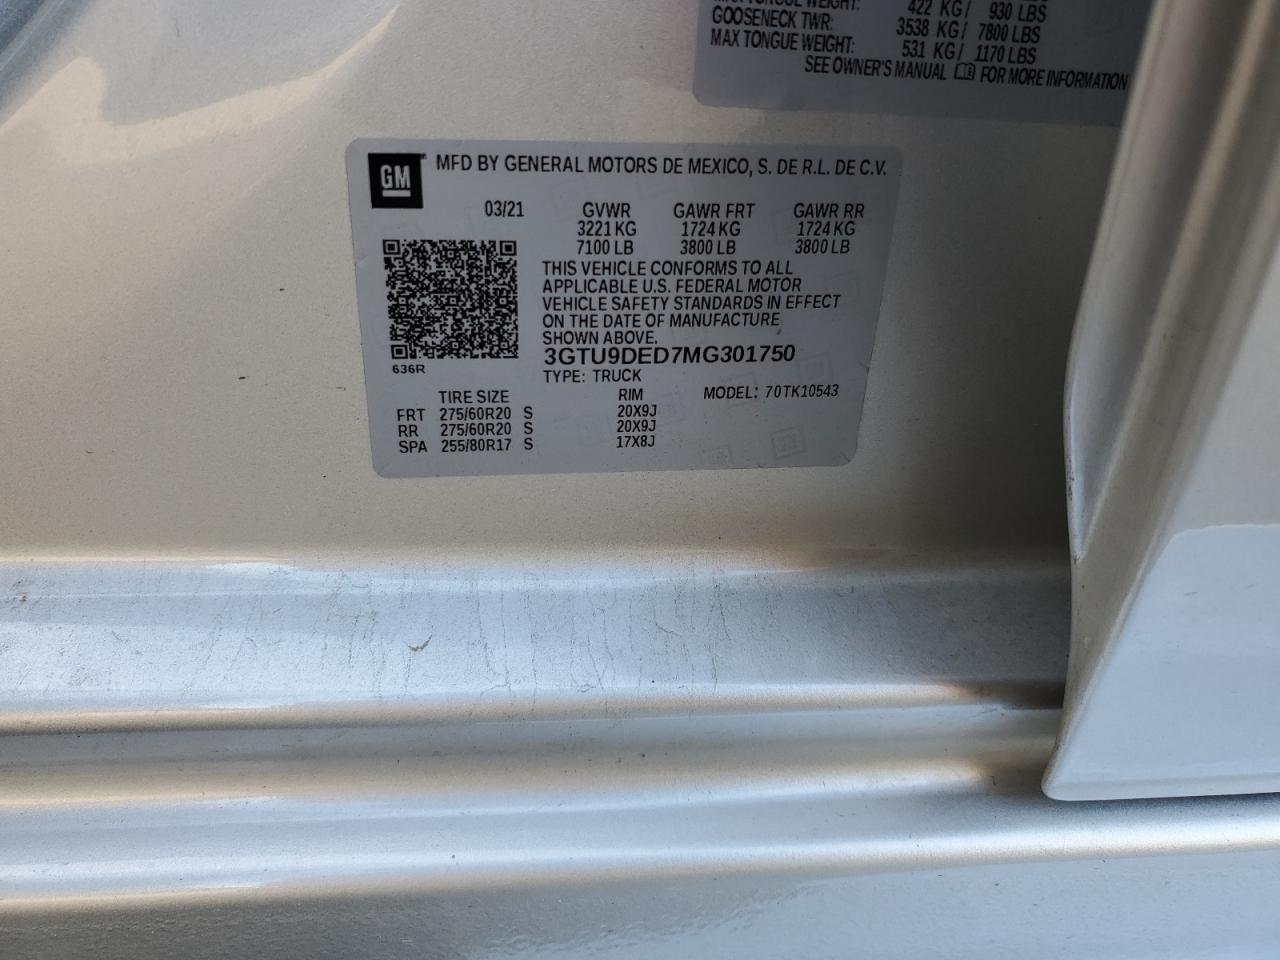 MAX TONGUE WEIGHT: 422 KG/ 930 LBS
GOOSENECK TWR: 3538 KG/ 7800 LBS
MAX TONGUE WEIGHT: 531 KG/ 1170 LBS
SEE OWNER'S MANUAL FOR MORE INFORMATION
GM MFD BY GENERAL MOTORS DE MEXICO, S. DE R.L. DE C.V.
03/21 GVWR GAWR FRT GAWR RR
3221 KG 1724 KG 1724 KG
7100 LB 3800 LB 3800 LB
THIS VEHICLE CONFORMS TO ALL
APPLICABLE U.S. FEDERAL MOTOR
VEHICLE SAFETY STANDARDS IN EFFECT
ON THE DATE OF MANUFACTURE
SHOWN ABOVE.
3GTU9DED7MG301750
636R
TYPE: TRUCK
TIRE SIZE RIM MODEL: 70TK10543
FRT 275/60R20 S 20X9J
RR 275/60R20 S 20X9J
SPA 255/80R17 S 17X8J